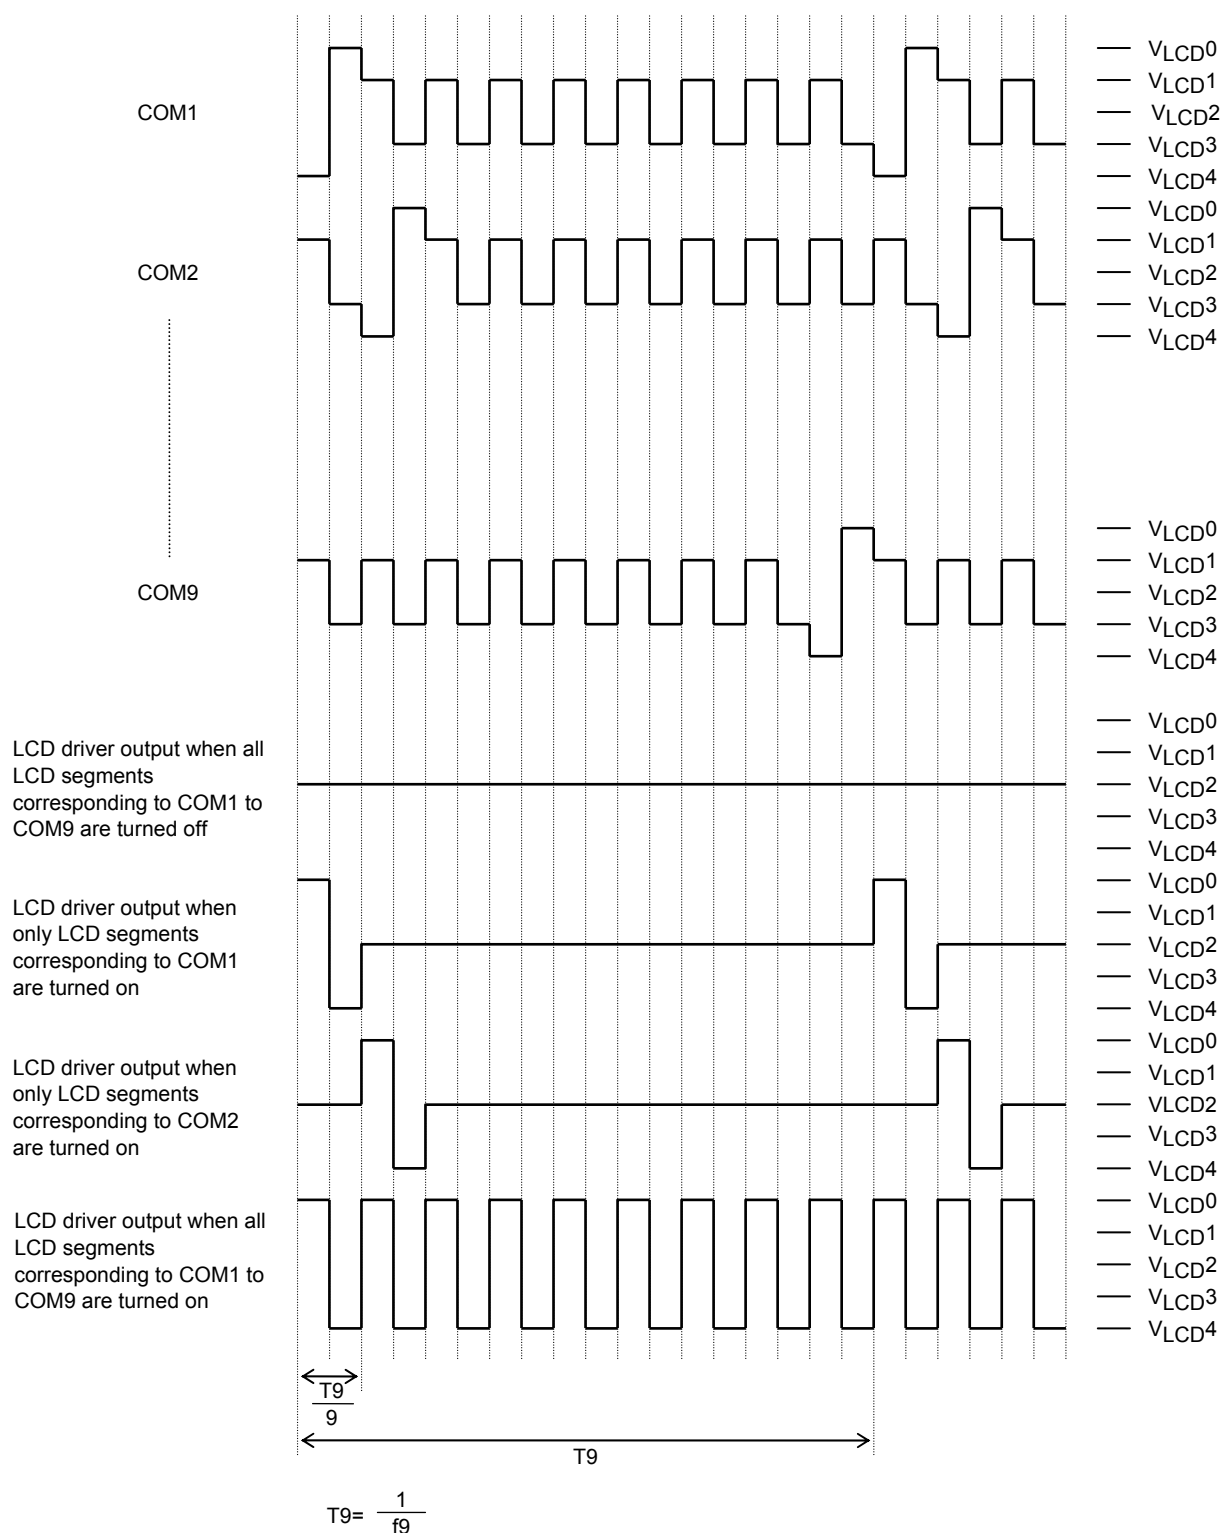 VLCD0
VLCD1
COM1
VLCD2
VLCD3
VLCD4
VLCD0
VLCD1
COM2
VLCD2
VLCD3
VLCD4
VLCD0
VLCD1
COM9
VLCD2
VLCD3
VLCD4
LCD driver output when all
LCD segments
corresponding to COM1 to
COM9 are turned off
VLCD0
VLCD1
VLCD2
VLCD3
VLCD4
LCD driver output when
only LCD segments
corresponding to COM1
are turned on
VLCD0
VLCD1
VLCD2
VLCD3
VLCD4
LCD driver output when
only LCD segments
corresponding to COM2
are turned on
VLCD0
VLCD1
VLCD2
VLCD3
VLCD4
LCD driver output when all
LCD segments
corresponding to COM1 to
COM9 are turned on
VLCD0
VLCD1
VLCD2
VLCD3
VLCD4
T9
9
T9
T9= 1
f9